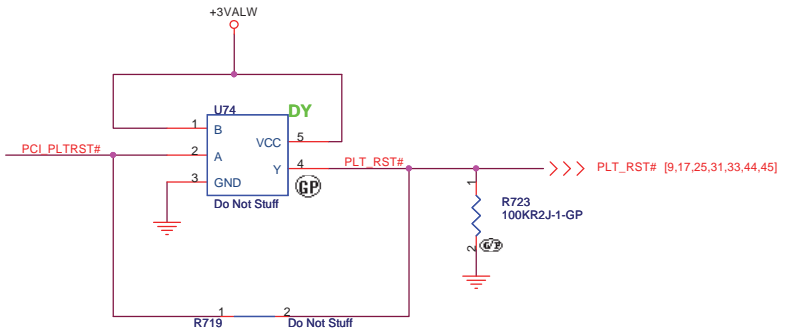 +3VALW
U74
DY
1
B
VCC
5
PCI_PLTRST#
2
A
Y
4
PLT_RST#
PLT_RST# [9,17,25,31,33,44,45]
3
GND
GP
Do Not Stuff
1
R723
100KR2J-1-GP
2
G/P
1
2
R719
Do Not Stuff